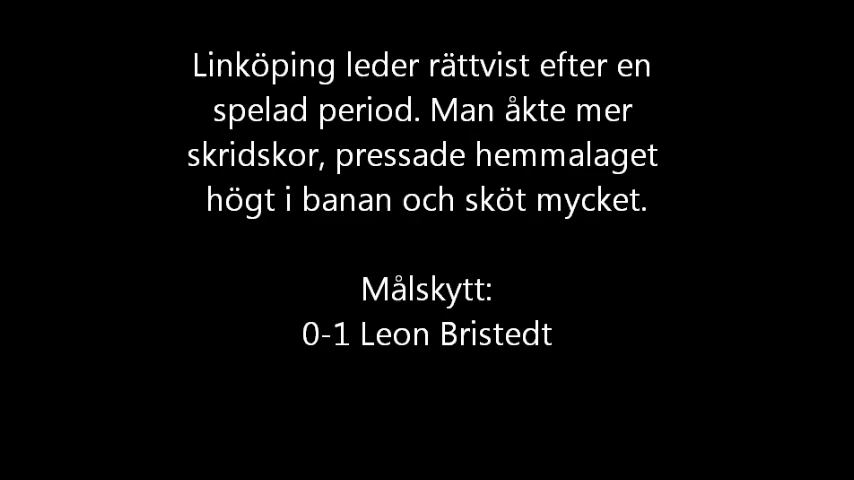 Linköping leder rättvist efter en
spelad period. Man åkte mer
skridskor, pressade hemmalaget
högt i banan och sköt mycket.
Målskytt:
0-1 Leon Bristedt